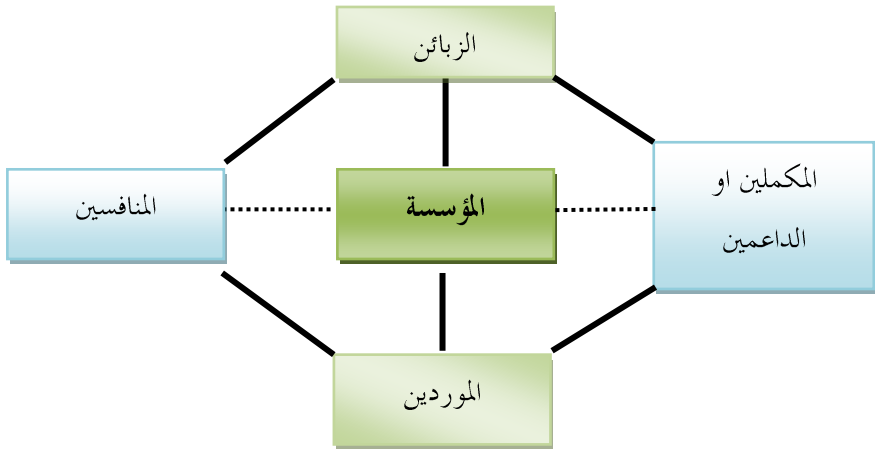 الزبائن
المكملين او
الداعمين
المؤسسة
المنافسين
الموردين